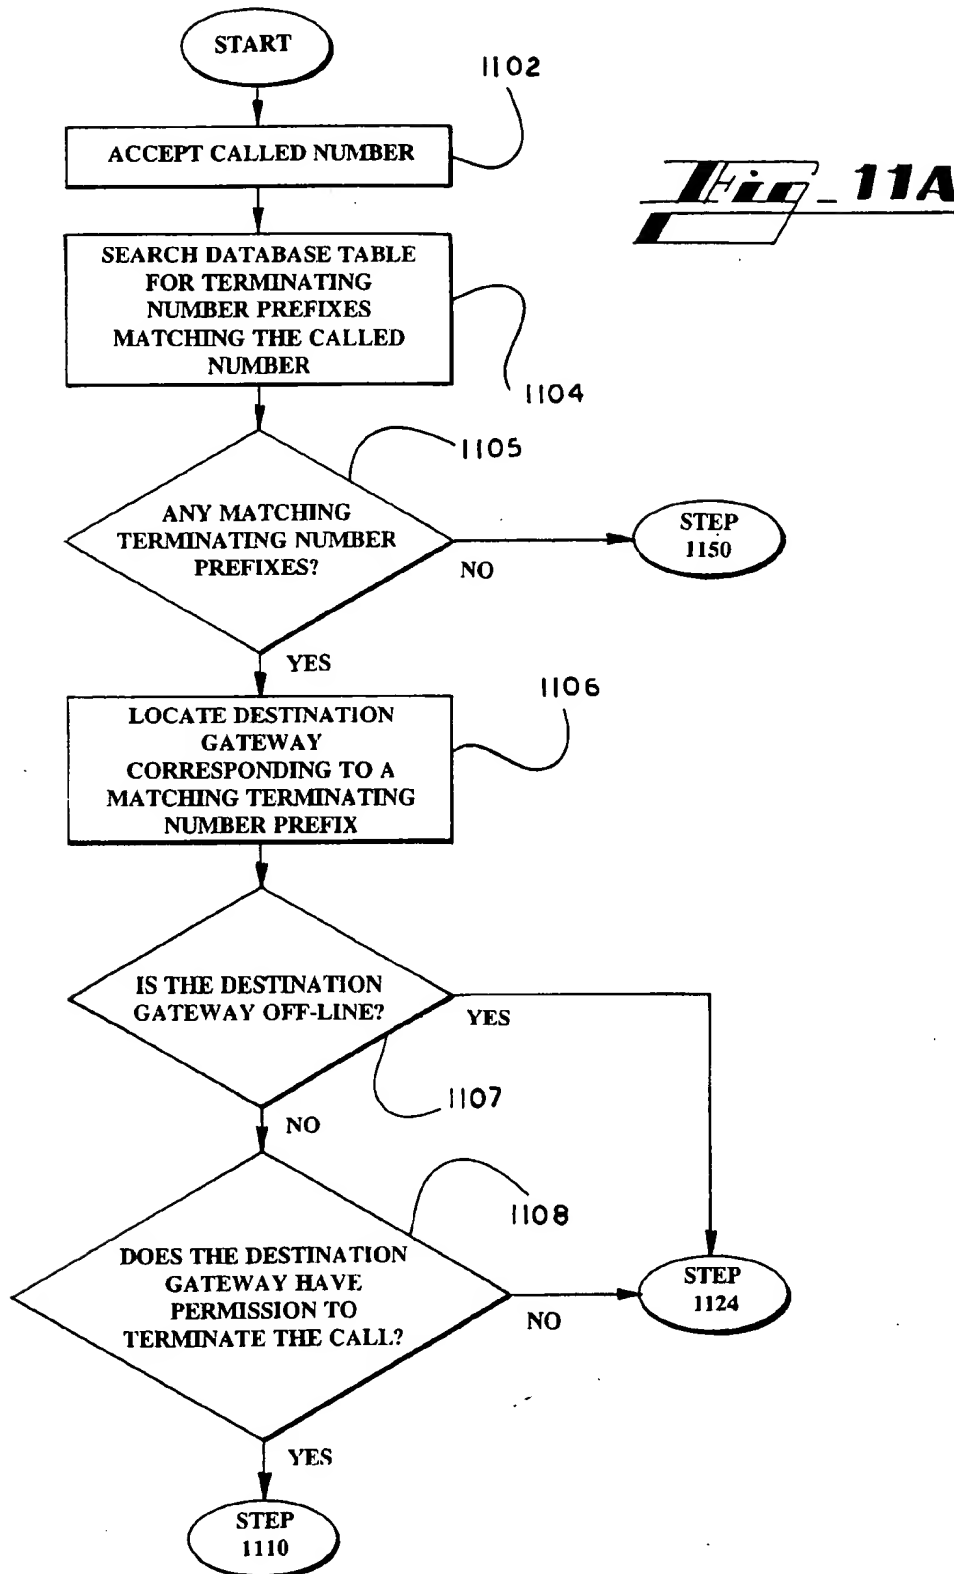 START
1102
ACCEPT CALLED NUMBER
Fig_11A
SEARCH DATABASE TABLE
FOR TERMINATING
NUMBER PREFIXES
MATCHING THE CALLED
NUMBER
1104
1105
ANY MATCHING
TERMINATING NUMBER
PREFIXES?
NO
STEP
1150
YES
1106
LOCATE DESTINATION
GATEWAY
CORRESPONDING TO A
MATCHING TERMINATING
NUMBER PREFIX
IS THE DESTINATION
GATEWAY OFF-LINE?
YES
1107
NO
1108
DOES THE DESTINATION
GATEWAY HAVE
PERMISSION TO
TERMINATE THE CALL?
NO
STEP
1124
YES
STEP
1110